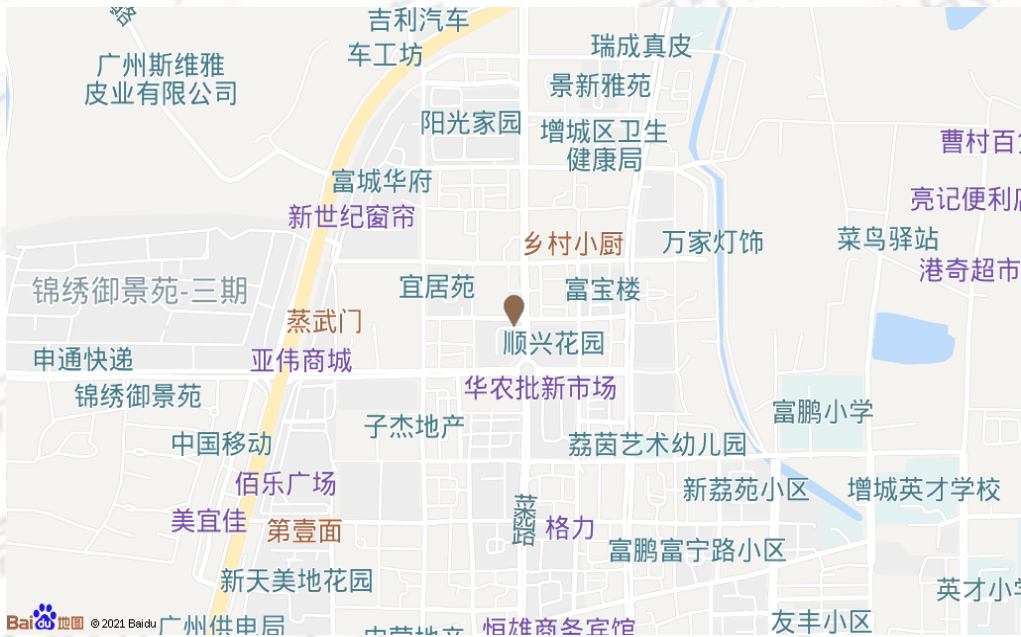 吉利汽车
车工坊
瑞成真皮
广州斯维雅
皮业有限公司
景新雅苑
阳光家园
增城区卫生
健康局
曹村百
富城华府
亮记便利店
新世纪窗帘
乡村小厨
万家灯饰
菜鸟驿站
港奇超市
锦绣御景苑-三期
宜居苑
富宝楼
蒸武门
顺兴花园
申通快递
亚伟商城
锦绣御景苑
华农批新市场
富鹏小学
子杰地产
中国移动
荔茵艺术幼儿园
佰乐广场
新荔苑小区
增城英才学校
美宜佳
第壹面
菜园路
格力
富鹏富宁路小区
新天美地花园
英才小学
Bai du 地图 © 2021 Baidu
广州供电局
恒雄商务宾馆
友丰小区